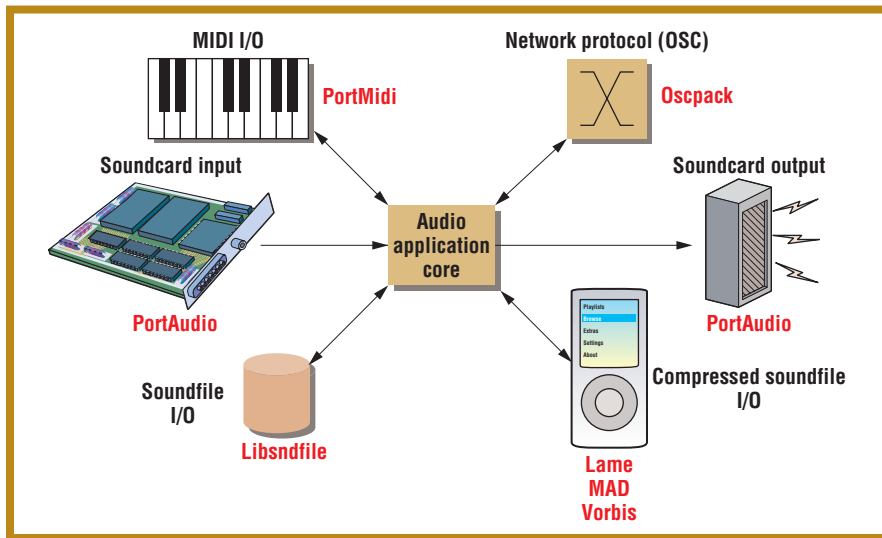 MIDI I/O
PortMidi
Network protocol (OSC)
Oscpack
Soundcard input
PortAudio
Audio
application
core
Soundcard output
PortAudio
Soundfile
I/O
Libsndfile
Playlists
Browse
Extras
Settings
About
Compressed soundfile
I/O
Lame
MAD
Vorbis